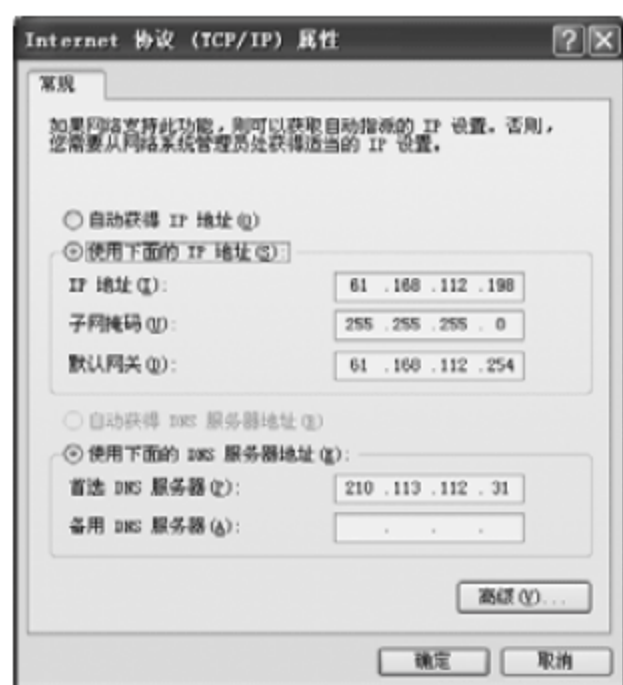 Internet 协议 (TCP/IP) 属性
常规
如果网络支持此功能，则可以获取自动指派的 IP 设置。否则，
您需要从网络系统管理员处获得适当的 IP 设置。
自动获得 IP 地址(O)
使用下面的 IP 地址(S):
IP 地址(I): 61 .168 .112 .198
子网掩码(U): 255 .255 .255 . 0
默认网关(D): 61 .168 .112 .254
自动获得 DNS 服务器地址(B)
使用下面的 DNS 服务器地址(E):
首选 DNS 服务器(P): 210 .113 .112 . 31
备用 DNS 服务器(A): . . .
高级(V)...
确定 取消